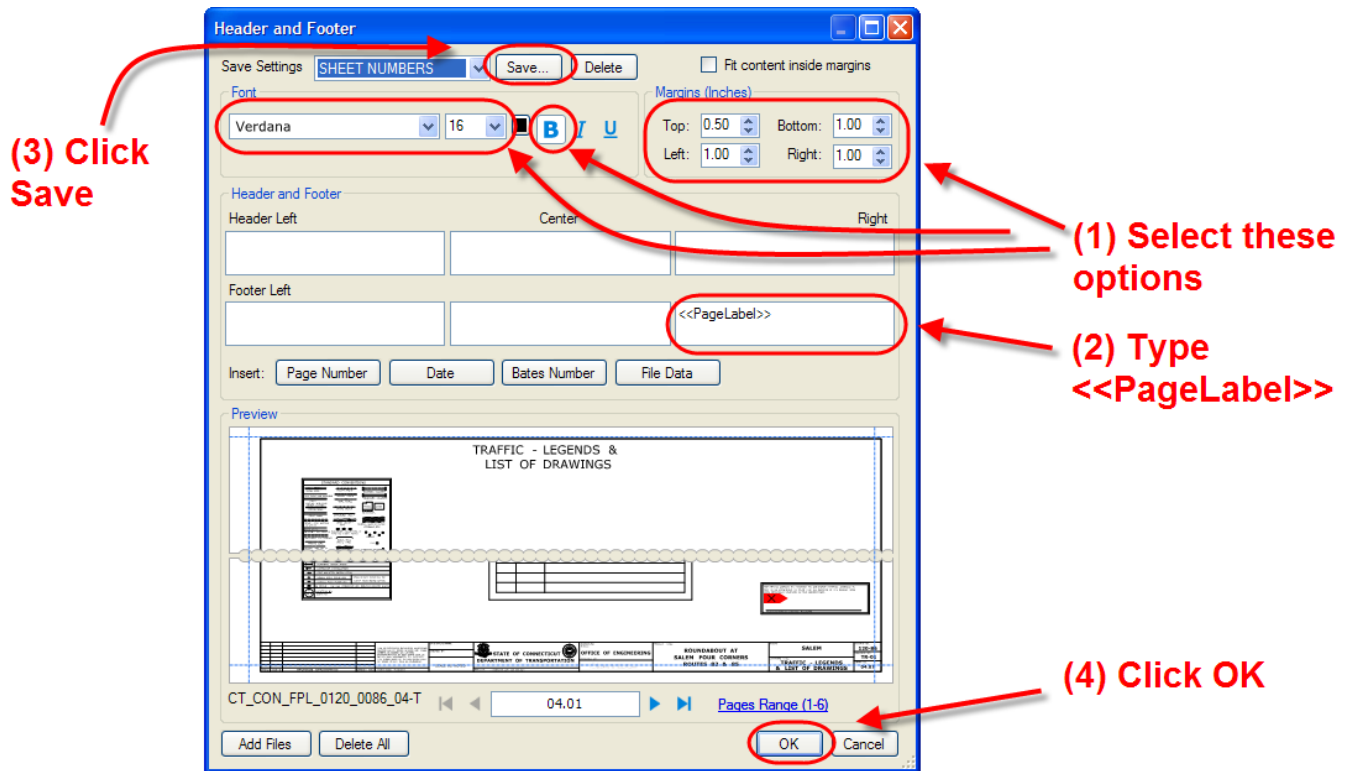 Header and Footer
Save Settings SHEET NUMBERS Save... Delete Fit content inside margins
Font Margins (Inches)
Verdana 16 B I U Top: 0.50 Bottom: 1.00
Left: 1.00 Right: 1.00
(3) Click
Save
Header and Footer
Header Left Center Right
(1) Select these
options
Footer Left
<<PageLabel>>
(2) Type
<<PageLabel>>
Insert: Page Number Date Bates Number File Data
Preview
TRAFFIC - LEGENDS &
LIST OF DRAWINGS
STATE OF CONNECTICUT
DEPARTMENT OF TRANSPORTATION
OFFICE OF ENGINEERING
ROUNDABOUT AT
SALEM FOUR CORNERS
ROUTES 82 & 85
SALEM
TRAFFIC - LEGENDS
& LIST OF DRAWINGS
04.01
CT_CON_FPL_0120_0086_04-T 04.01 Pages Range (1-6)
(4) Click OK
Add Files Delete All OK Cancel